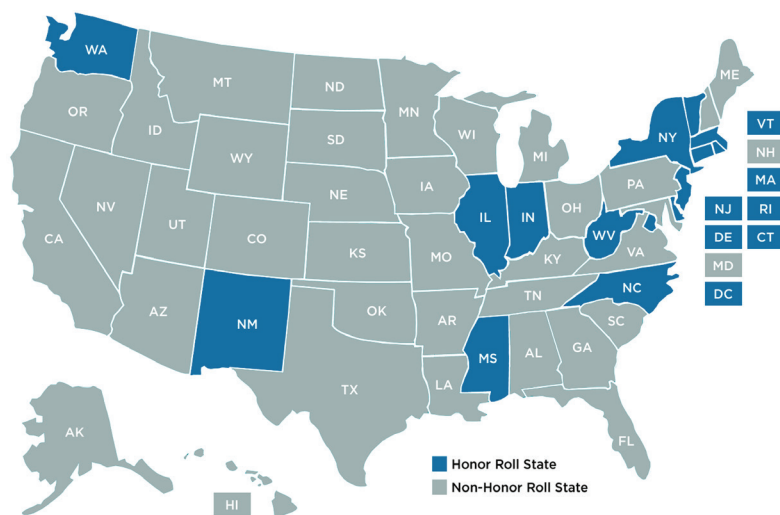 WA
MT
ND
MN
ME
OR
ID
SD
WI
NY
VT
WY
MI
NH
NE
IA
PA
MA
NV
IL
IN
OH
NJ
RI
UT
CO
WV
DE
CT
CA
KS
MO
KY
VA
MD
NC
DC
AZ
NM
OK
AR
TN
SC
MS
AL
GA
LA
TX
FL
AK
HI
Honor Roll State
Non-Honor Roll State